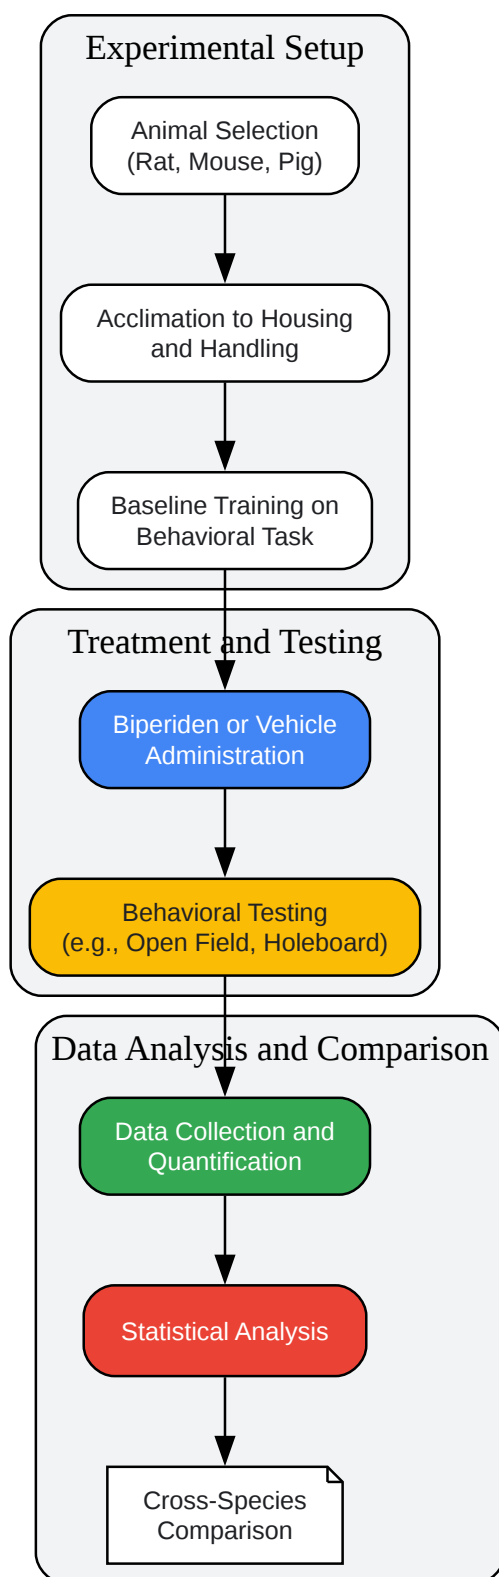 Experimental Setup
Animal Selection
(Rat, Mouse, Pig)
Acclimation to Housing
and Handling
Baseline Training on
Behavioral Task
Treatment and Testing
Biperiden or Vehicle
Administration
Behavioral Testing
(e.g., Open Field, Holeboard)
Data Analysis and Comparison
Data Collection and
Quantification
Statistical Analysis
Cross-Species
Comparison